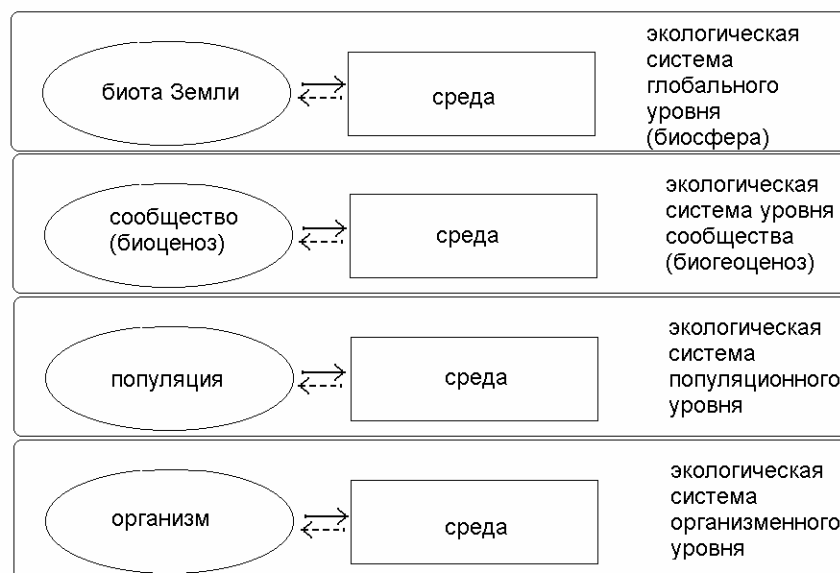 биота Земли
среда
экологическая
система
глобального
уровня
(биосфера)
сообщество
(биоценоз)
среда
экологическая
система уровня
сообщества
(биогеоценоз)
популяция
среда
экологическая
система
популяционного
уровня
организм
среда
экологическая
система
организменного
уровня